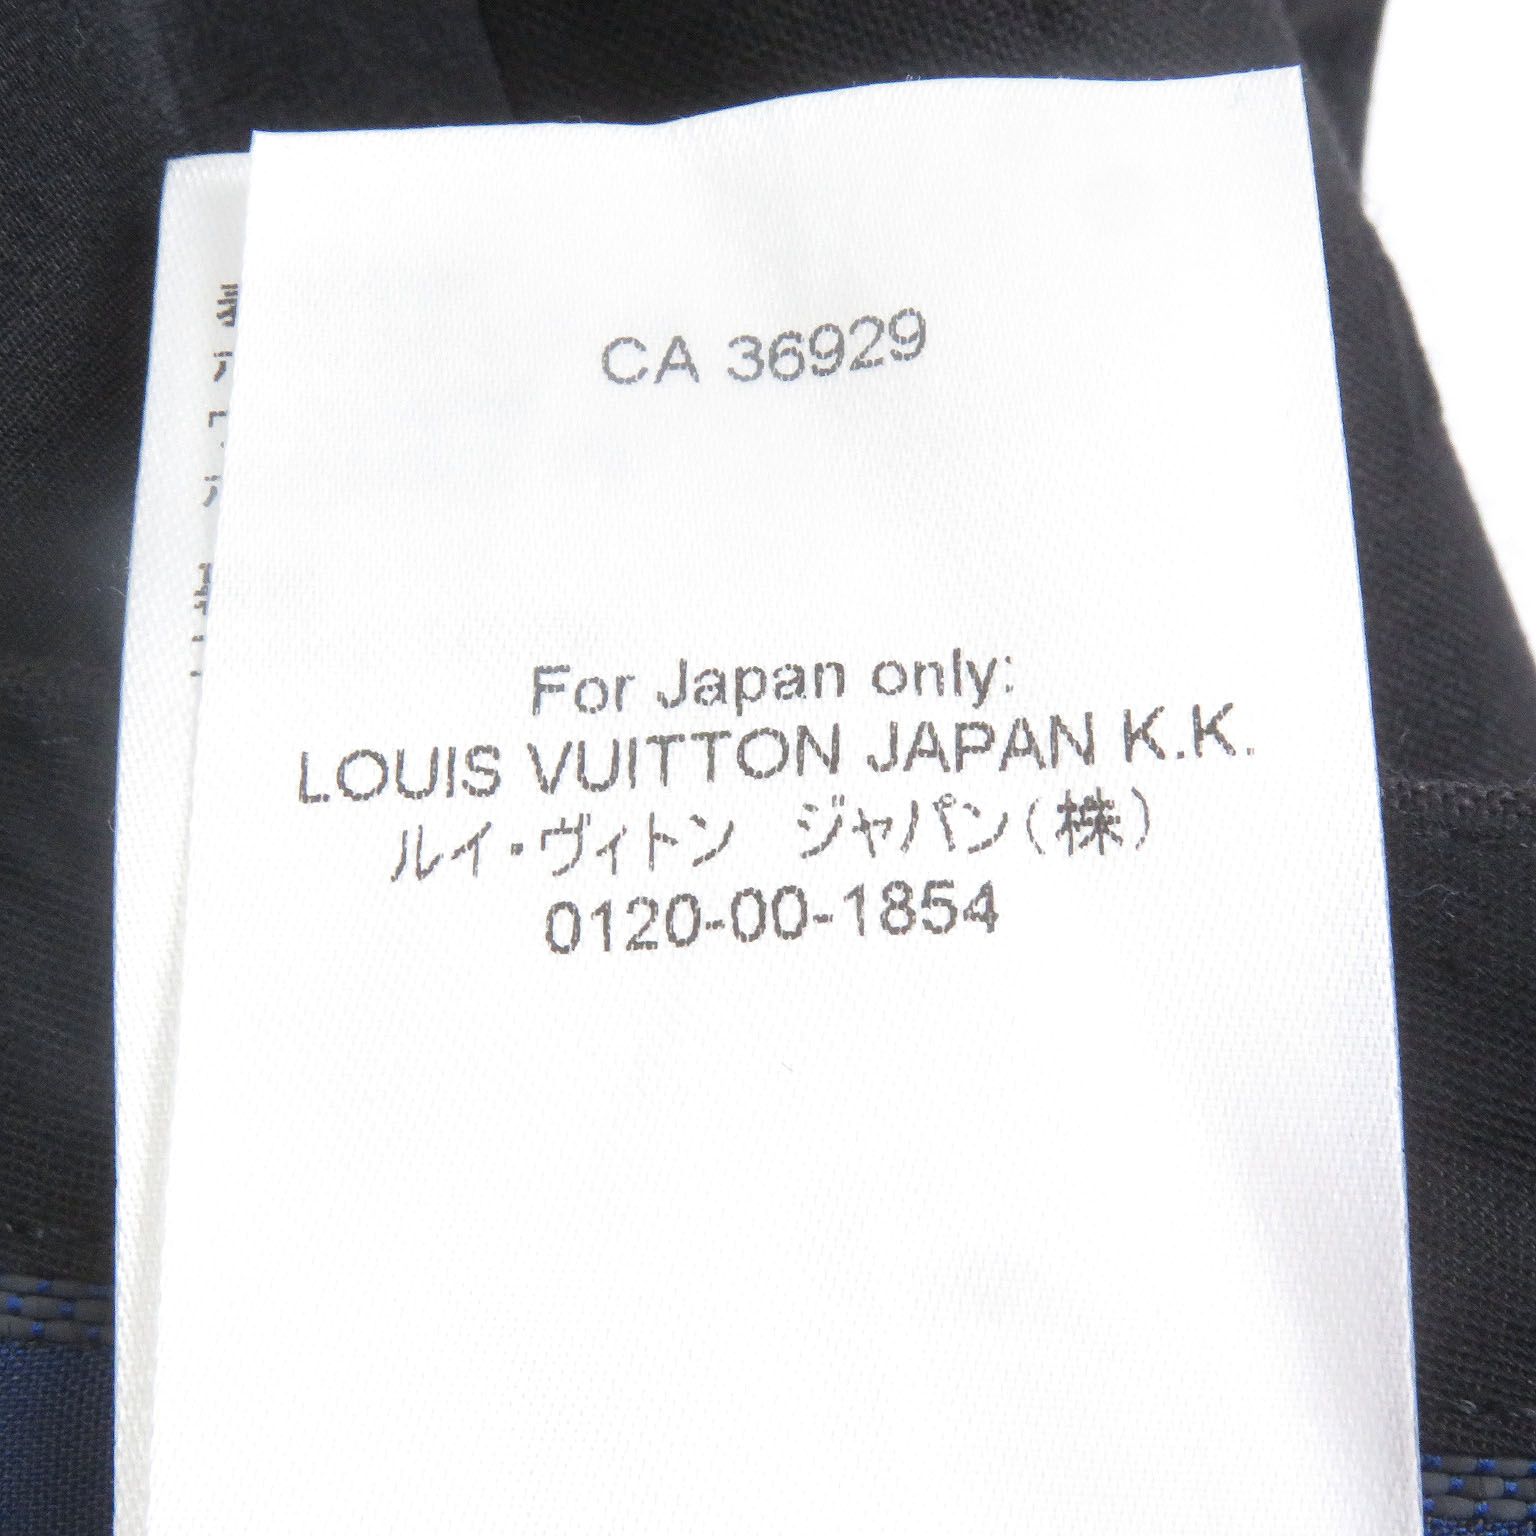 CA 36929
For Japan only:
LOUIS VUITTON JAPAN K.K.
ルイ・ヴィトン　ジャパン(株)
0120-00-1854